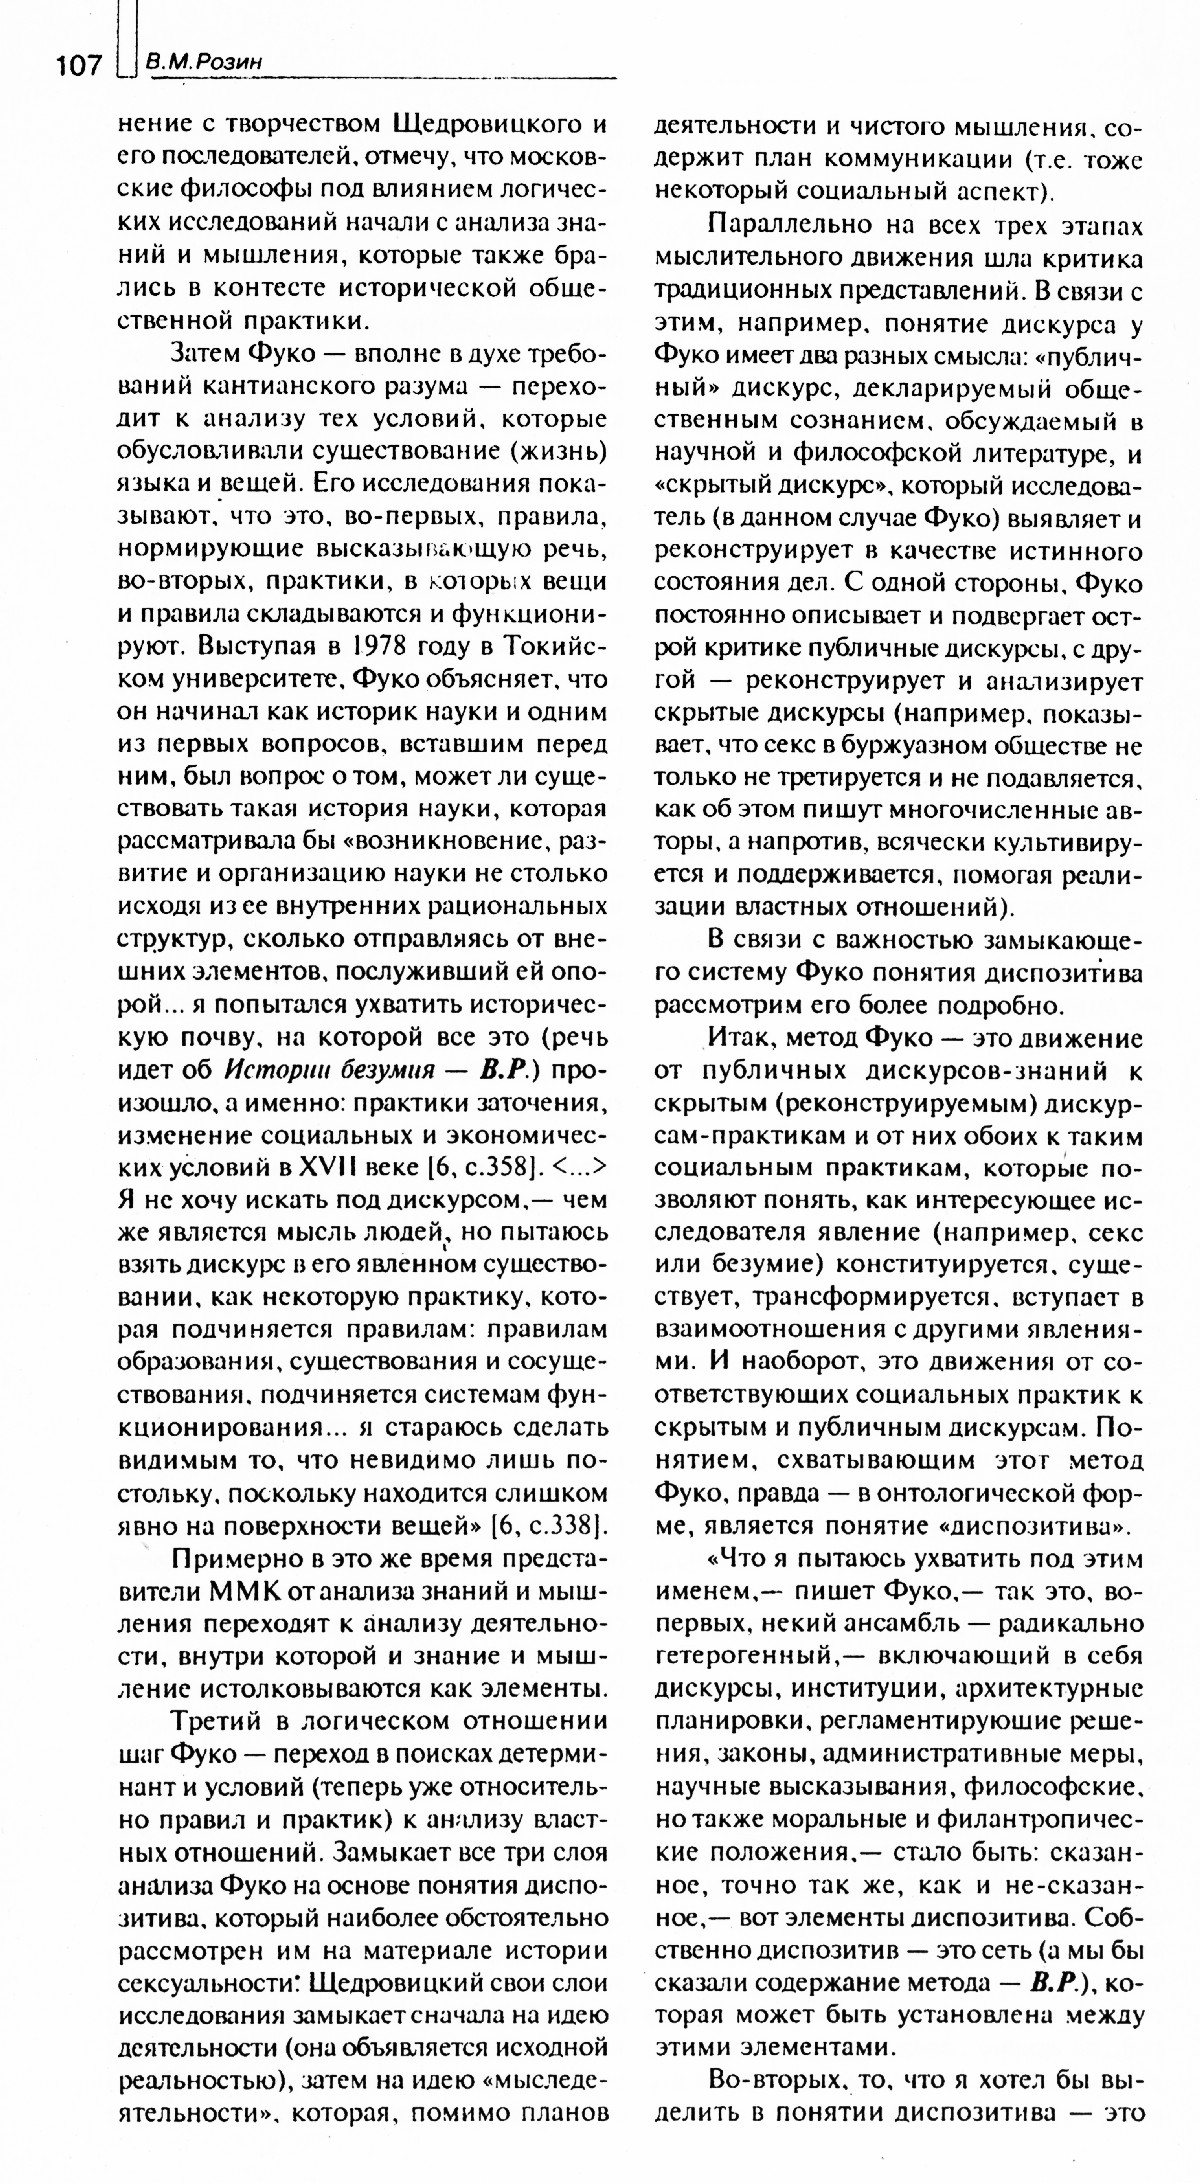 107
В.М.Розин
нение с творчеством Щедровицкого и
его последователей, отмечу, что москов-
ские философы под влиянием логичес-
ких исследований начали с анализа зна-
ний и мышления, которые также бра-
лись в контесте исторической обще-
ственной практики.
Затем Фуко — вполне в духе требо-
ваний кантианского разума — перехо-
дит к анализу тех условий, которые
обусловливали существование (жизнь)
языка и вещей. Его исследования пока-
зывают, что это, во-первых, правила,
нормирующие высказывающую речь,
во-вторых, практики, в которых вещи
и правила складываются и функциони-
руют. Выступая в 1978 году в Токийс-
ком университете, Фуко объясняет, что
он начинал как историк науки и одним
из первых вопросов, вставшим перед
ним, был вопрос о том, может ли суще-
ствовать такая история науки, которая
рассматривала бы «возникновение, раз-
витие и организацию науки не столько
исходя из ее внутренних рациональных
структур, сколько отправляясь от вне-
шних элементов, послуживший ей опо-
рой... я попытался ухватить историчес-
кую почву, на которой все это (речь
идет об Истории безумия — В.Р.) про-
изошло, а именно: практики заточения,
изменение социальных и экономичес-
ких условий в XVII веке [6, с.358]. <...>
Я не хочу искать под дискурсом,— чем
же является мысль людей, но пытаюсь
взять дискурс в его явленном существо-
вании, как некоторую практику, кото-
рая подчиняется правилам: правилам
образования, существования и сосуще-
ствования, подчиняется системам фун-
кционирования... я стараюсь сделать
видимым то, что невидимо лишь по-
стольку, поскольку находится слишком
явно на поверхности вещей» [6, с.338].
Примерно в это же время предста-
вители ММК от анализа знаний и мыш-
ления переходят к анализу деятельно-
сти, внутри которой и знание и мыш-
ление истолковываются как элементы.
Третий в логическом отношении
шаг Фуко — переход в поисках детерми-
нант и условий (теперь уже относитель-
но правил и практик) к анализу власт-
ных отношений. Замыкает все три слоя
анализа Фуко на основе понятия диспо-
зитива, который наиболее обстоятельно
рассмотрен им на материале истории
сексуальности. Щедровицкий свои слои
исследования замыкает сначала на идею
деятельности (она объявляется исходной
реальностью), затем на идею «мыследе-
ятельности», которая, помимо планов
деятельности и чистого мышления, со-
держит план коммуникации (т.е. тоже
некоторый социальный аспект).
Параллельно на всех трех этапах
мыслительного движения шла критика
традиционных представлений. В связи с
этим, например, понятие дискурса у
Фуко имеет два разных смысла: «публич-
ный» дискурс, декларируемый обще-
ственным сознанием, обсуждаемый в
научной и философской литературе, и
«скрытый дискурс», который исследова-
тель (в данном случае Фуко) выявляет и
реконструирует в качестве истинного
состояния дел. С одной стороны, Фуко
постоянно описывает и подвергает ост-
рой критике публичные дискурсы, с дру-
гой — реконструирует и анализирует
скрытые дискурсы (например, показы-
вает, что секс в буржуазном обществе не
только не третируется и не подавляется,
как об этом пишут многочисленные ав-
торы, а напротив, всячески культивиру-
ется и поддерживается, помогая реали-
зации властных отношений).
В связи с важностью замыкающе-
го систему Фуко понятия диспозитива
рассмотрим его более подробно.
Итак, метод Фуко — это движение
от публичных дискурсов-знаний к
скрытым (реконструируемым) дискур-
сам-практикам и от них обоих к таким
социальным практикам, которые по-
зволяют понять, как интересующее ис-
следователя явление (например, секс
или безумие) конституируется, суще-
ствует, трансформируется, вступает в
взаимоотношения с другими явления-
ми. И наоборот, это движения от со-
ответствующих социальных практик к
скрытым и публичным дискурсам. По-
нятием, схватывающим этот метод
Фуко, правда — в онтологической фор-
ме, является понятие «диспозитива».
«Что я пытаюсь ухватить под этим
именем,— пишет Фуко,— так это, во-
первых, некий ансамбль — радикально
гетерогенный,— включающий в себя
дискурсы, институции, архитектурные
планировки, регламентирующие реше-
ния, законы, административные меры,
научные высказывания, философские,
но также моральные и филантропичес-
кие положения,— стало быть: сказан-
ное, точно так же, как и не-сказан-
ное,— вот элементы диспозитива. Соб-
ственно диспозитив — это сеть (а мы бы
сказали содержание метода — В.Р.), ко-
торая может быть установлена между
этими элементами.
Во-вторых, то, что я хотел бы вы-
делить в понятии диспозитива — это